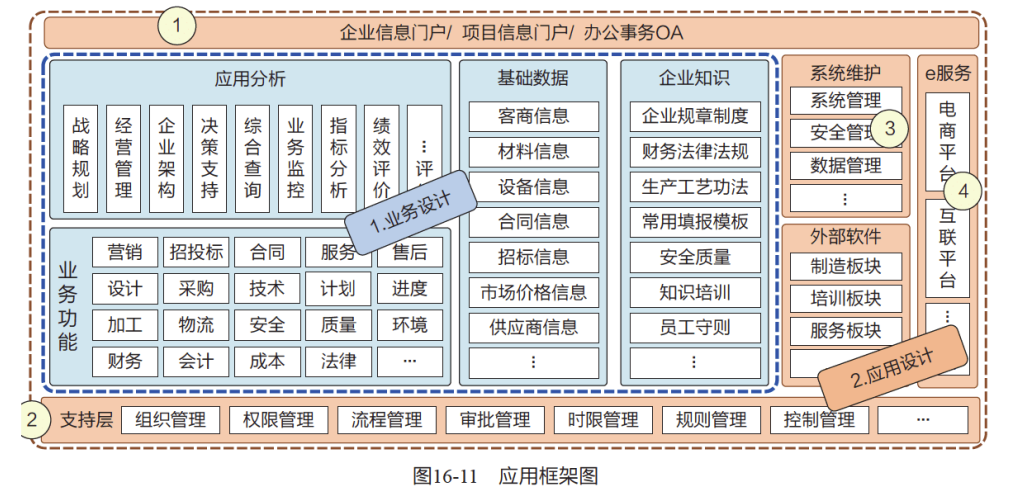 1
企业信息门户/ 项目信息门户/ 办公事务OA
应用分析
战略规划
经营管理
企业架构
决策支持
综合查询
业务监控
指标分析
绩效评价
…评
1.业务设计
业务功能
营销 招投标 合同 服务 售后
设计 采购 技术 计划 进度
加工 物流 安全 质量 环境
财务 会计 成本 法律 …
基础数据
客商信息
材料信息
设备信息
合同信息
招标信息
市场价格信息
供应商信息
⋮
企业知识
企业规章制度
财务法律法规
生产工艺功法
常用填报模板
安全质量
知识培训
员工守则
⋮
系统维护
系统管理
安全管理
3
数据管理
⋮
外部软件
制造板块
培训板块
服务板块
e服务
电商平台
4
互联平台
⋮
2.应用设计
2
支持层 组织管理 权限管理 流程管理 审批管理 时限管理 规则管理 控制管理 …
图16-11 应用框架图